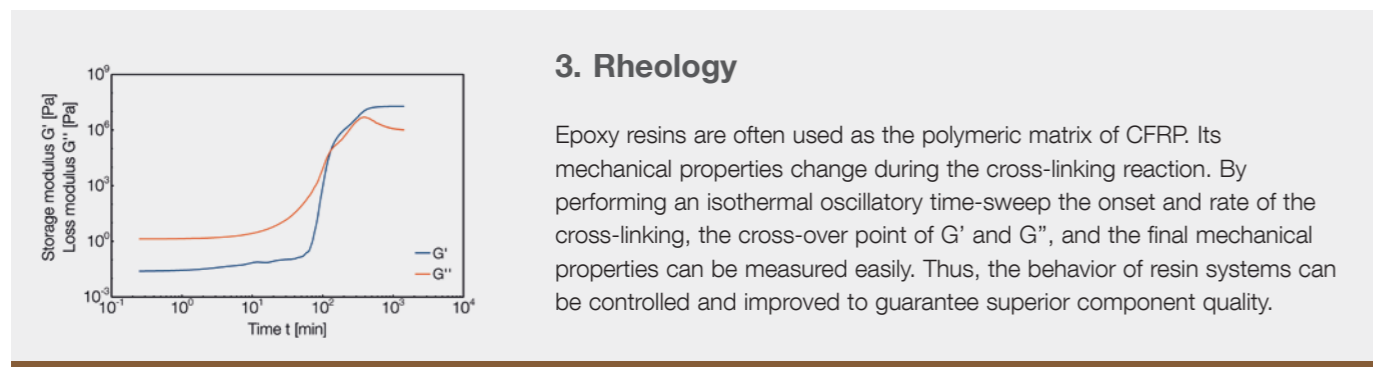 3. Rheology
Epoxy resins are often used as the polymeric matrix of CFRP. Its
mechanical properties change during the cross-linking reaction. By
performing an isothermal oscillatory time-sweep the onset and rate of the
cross-linking, the cross-over point of G’ and G”, and the final mechanical
properties can be measured easily. Thus, the behavior of resin systems can
be controlled and improved to guarantee superior component quality.
Storage modulus G' [Pa]
Loss modulus G'' [Pa]
10⁹
10⁶
10³
10⁰
10⁻³
G'
G''
10⁻¹ 10⁰ 10¹ 10² 10³ 10⁴
Time t [min]